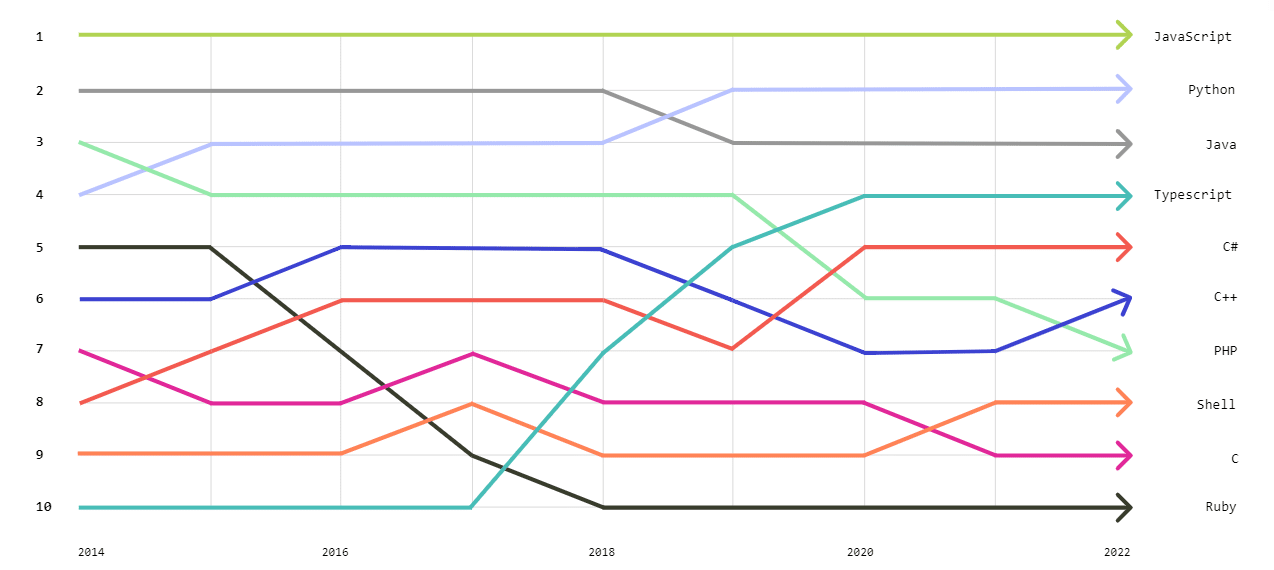 1 JavaScript
2 Python
3 Java
4 Typescript
5 C#
6 C++
7 PHP
8 Shell
9 C
10 Ruby
2014 2016 2018 2020 2022